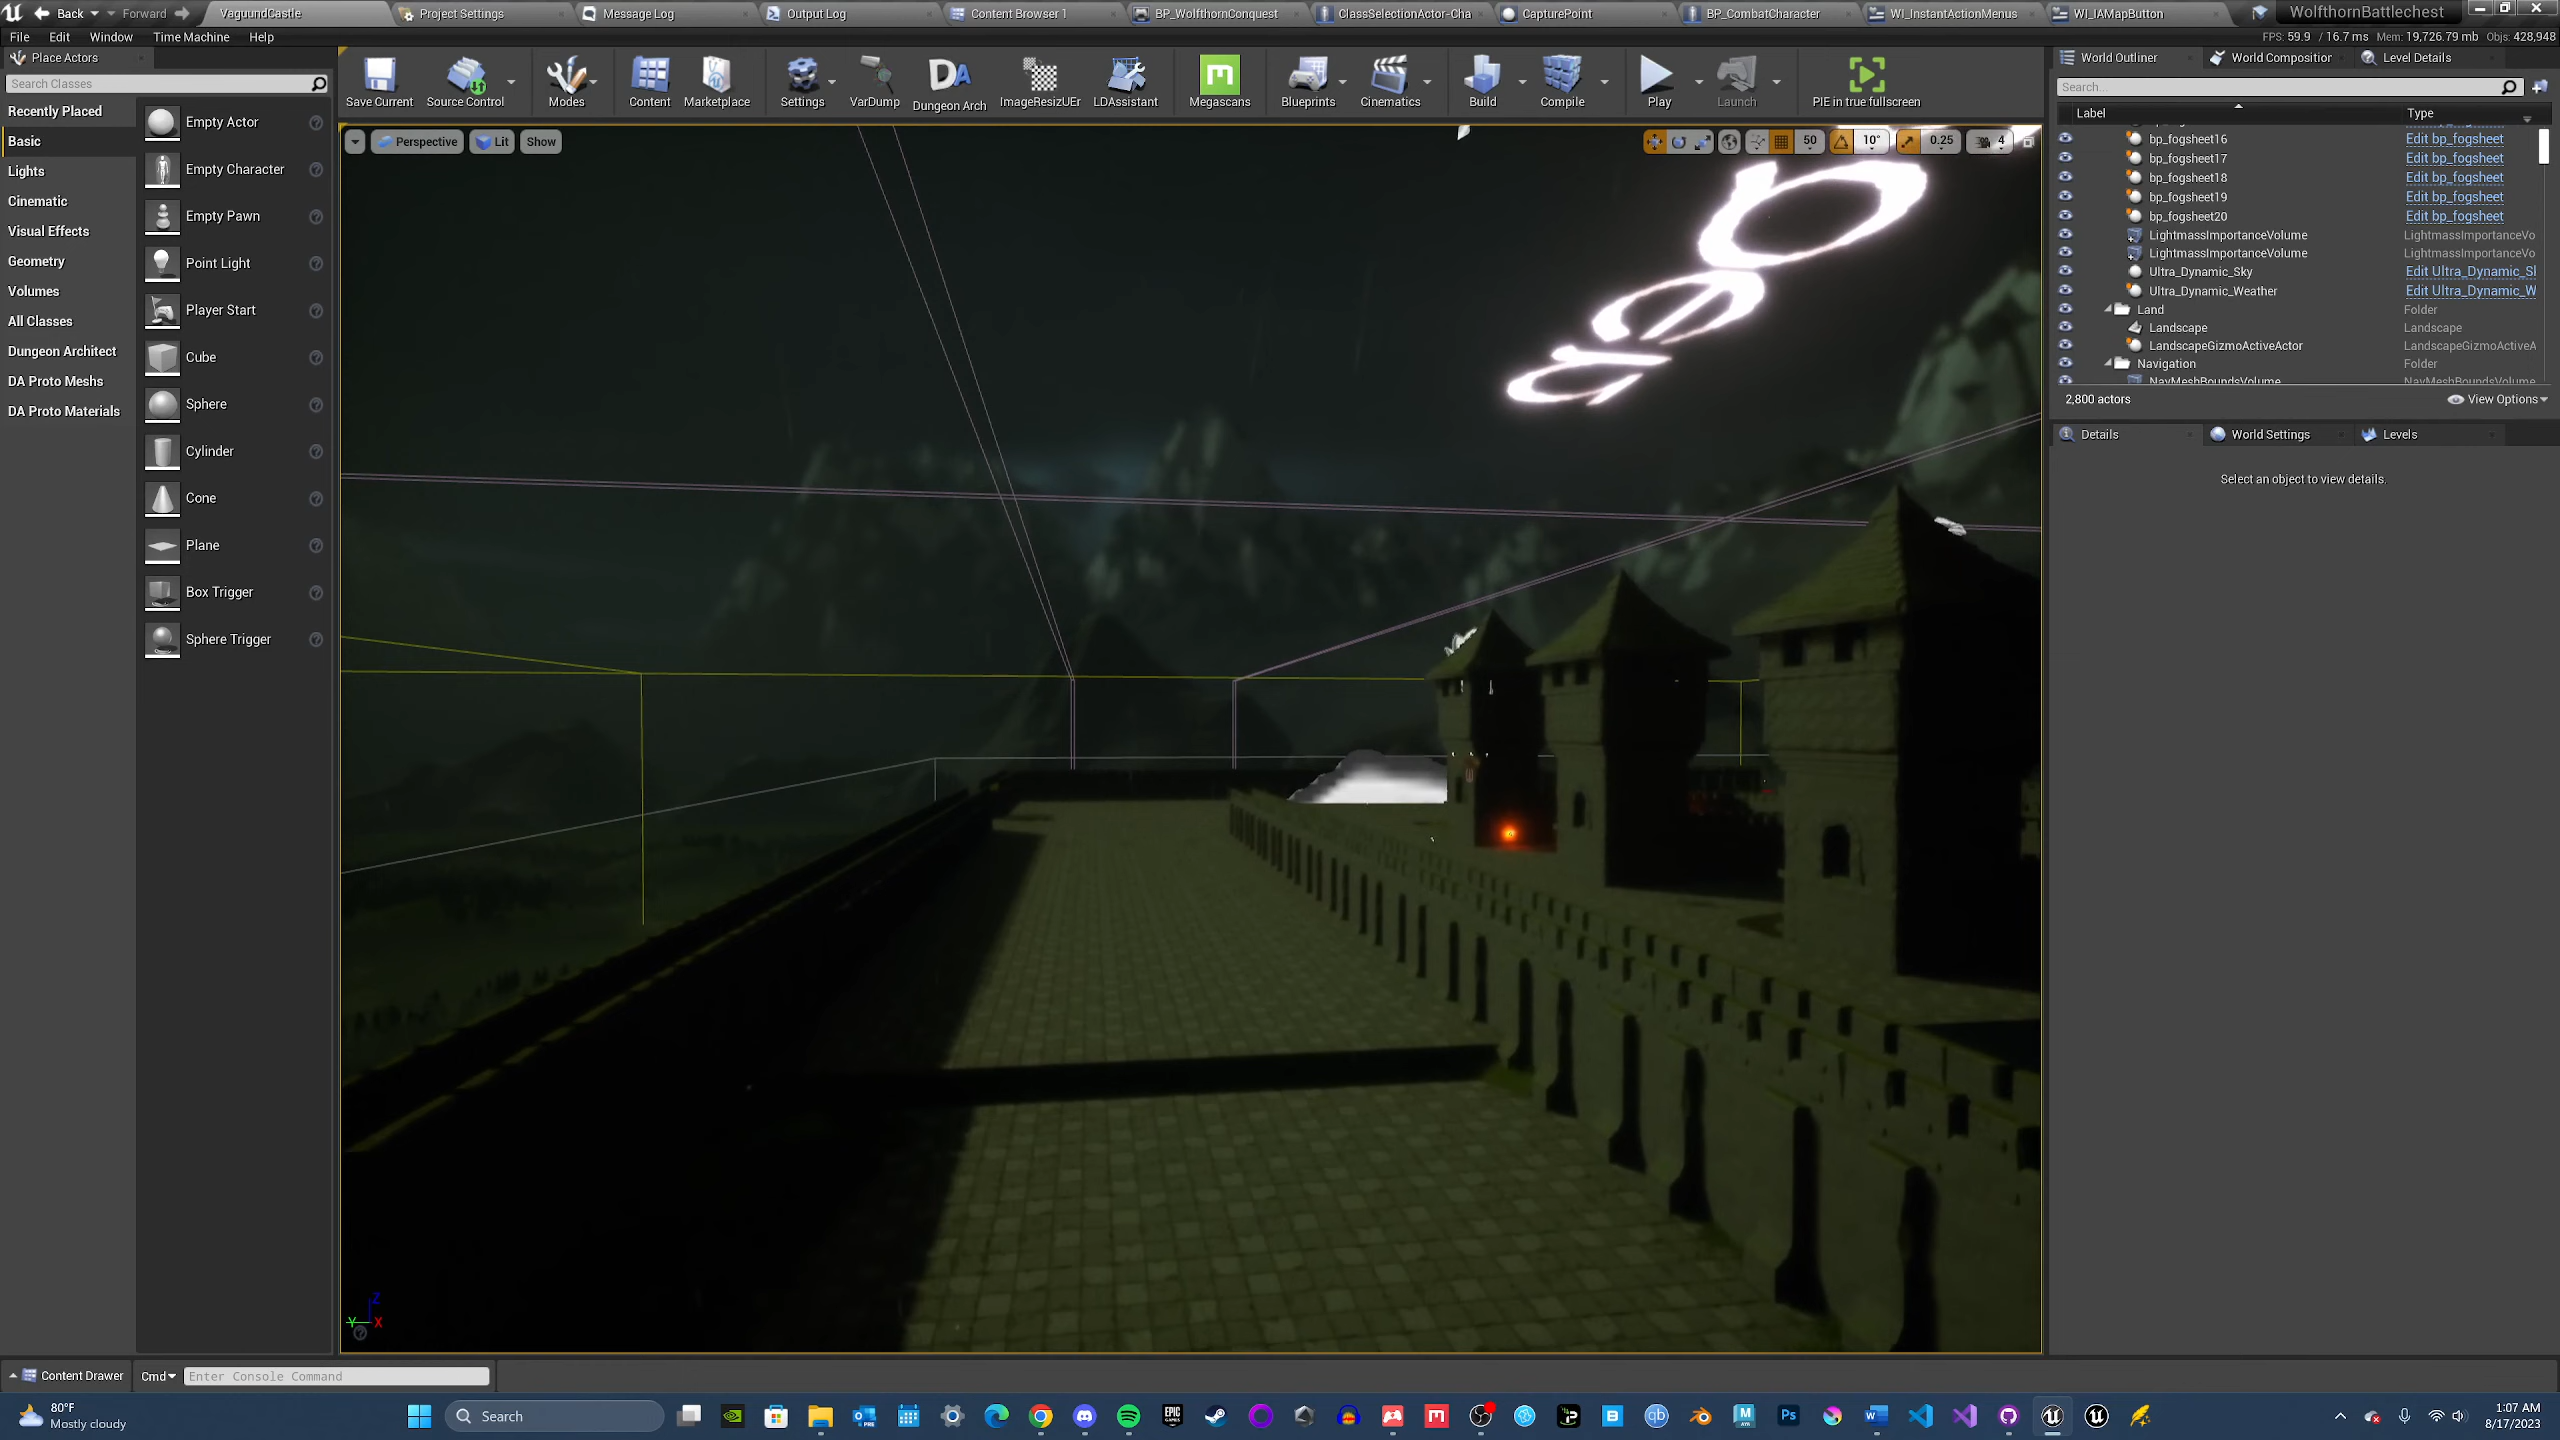 Back
Forward
VaguundCastle
Project Settings
Message Log
Output Log
Content Browser 1
BP_WolfthornConquest
ClassSelectionActor-Cha
CapturePoint
BP_CombatCharacter
WI_InstantActionMenus
WI_IAMapButton
WolfthornBattlechest
File Edit Window Time Machine Help
FPS: 59.9 / 16.7 ms Mem: 19,726.79 mb Objs: 428,948
Place Actors
Search Classes
Recently Placed
Basic
Lights
Cinematic
Visual Effects
Geometry
Volumes
All Classes
Dungeon Architect
DA Proto Meshs
DA Proto Materials
Empty Actor
Empty Character
Empty Pawn
Point Light
Player Start
Cube
Sphere
Cylinder
Cone
Plane
Box Trigger
Sphere Trigger
Save Current
Source Control
Modes
Content
Marketplace
Settings
VarDump
DA
Dungeon Arch
ImageResizUEr
LDAssistant
Megascans
Blueprints
Cinematics
Build
Compile
Play
Launch
PIE in true fullscreen
Perspective
Lit
Show
50
10°
0.25
4
World Outliner
World Composition
Level Details
Search...
Label Type
bp_fogsheet16 Edit bp_fogsheet
bp_fogsheet17 Edit bp_fogsheet
bp_fogsheet18 Edit bp_fogsheet
bp_fogsheet19 Edit bp_fogsheet
bp_fogsheet20 Edit bp_fogsheet
LightmassImportanceVolume LightmassImportanceVo
LightmassImportanceVolume LightmassImportanceVo
Ultra_Dynamic_Sky Edit Ultra_Dynamic_Sl
Ultra_Dynamic_Weather Edit Ultra_Dynamic_W
Land Folder
Landscape Landscape
LandscapeGizmoActiveActor LandscapeGizmoActiveA
Navigation Folder
NavMeshBoundsVolume NavMeshBoundsVolume
2,800 actors
View Options
Details
World Settings
Levels
Select an object to view details.
Z
Y
X
Content Drawer
Cmd
Enter Console Command
80°F
Mostly cloudy
Search
EPIC GAMES
Ps
1:07 AM
8/17/2023